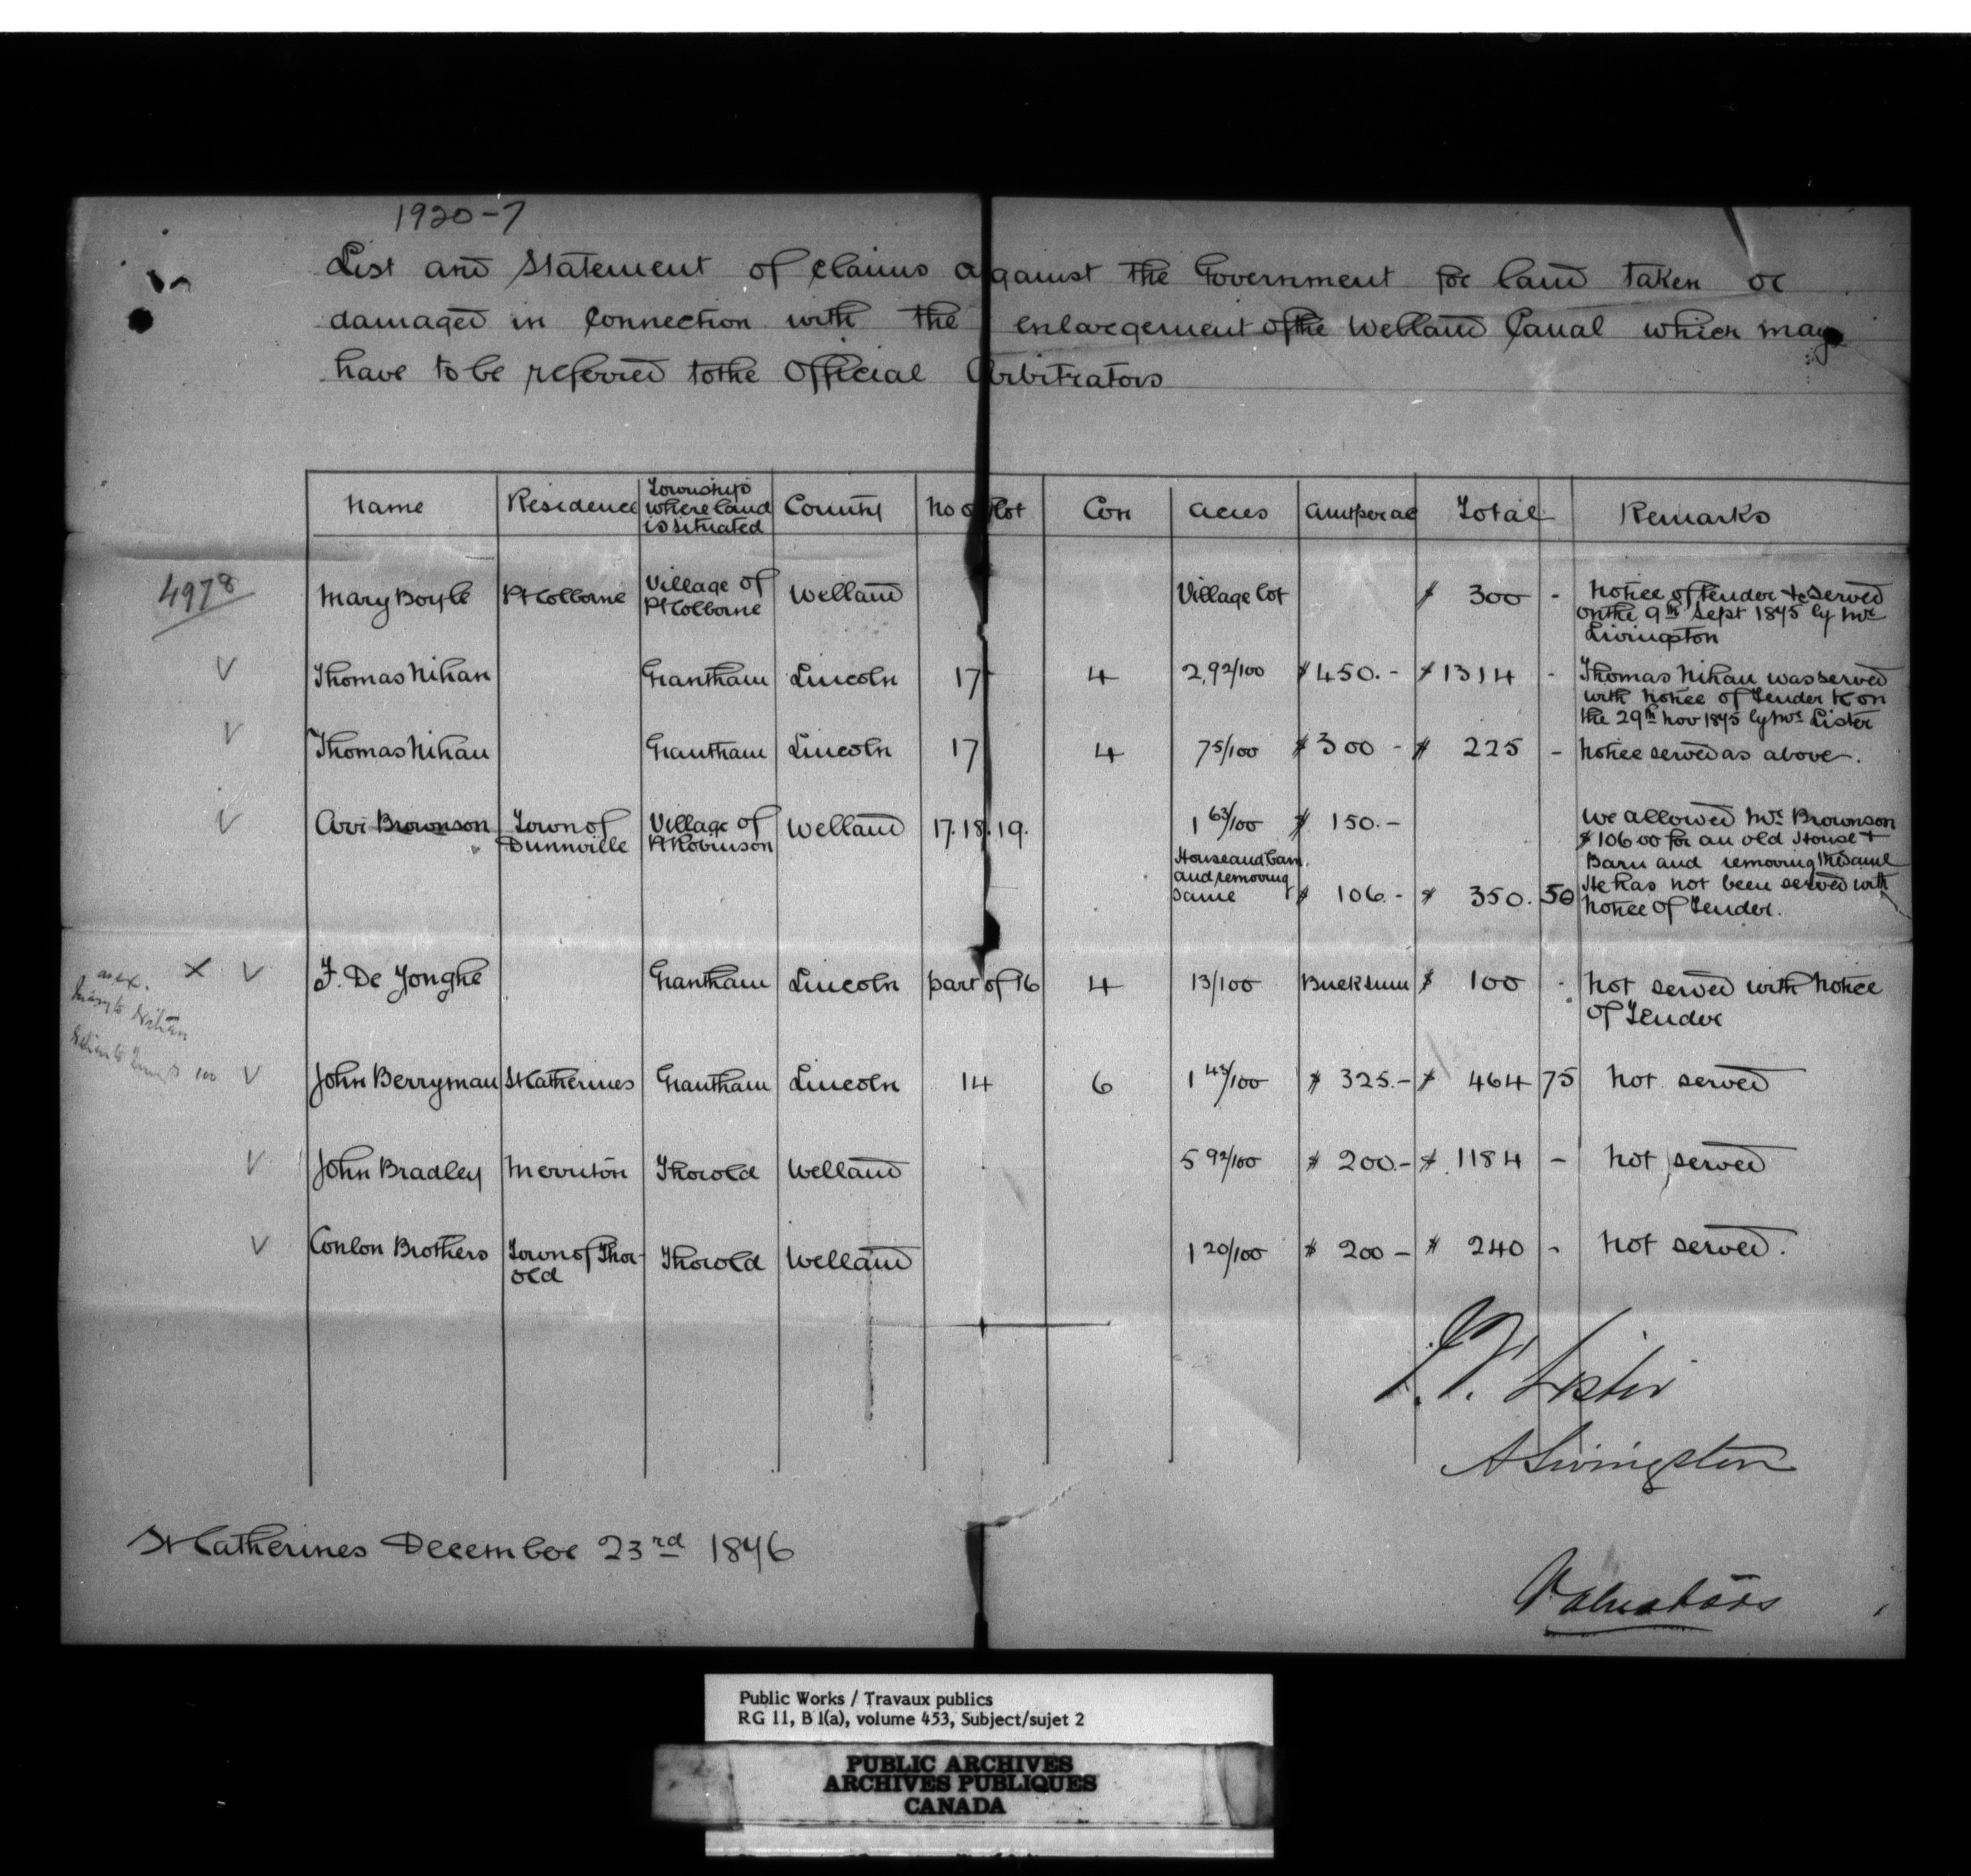 1920-7
List and Statement of Claims against the Government for land taken or
damaged in Connection with the enlargement of the Welland Canal which may
have to be referred to the Official Arbitrators
Name Residence Township where land is situated County No of Lot Con Acres Amt per ac Total Remarks
4978
Mary Boyle Pt Colborne Village of Pt Colborne Welland Village lot $ 300 - Notice of Tender &c served
on the 9th Sept 1875 by Mr
Livingston
V Thomas Nihan Grantham Lincoln 17 4 2,92/100 $450.- $1314 - Thomas Nihan was served
with notice of Tender &c on
the 29th Nov 1875 by Mr Lister
V Thomas Nihan Grantham Lincoln 17 4 75/100 $300 - $ 225 - Notice served as above.
V Arvi Brownson Town of Dunnville Village of Pt Robinson Welland 17.18.19. 1 63/100 $ 150.-
House and barn and removing same $ 106.- $ 350.50
We allowed Mr Brownson
$106 00 for an old House &
Barn and removing the same
He has not been served with
Notice of Tender.
X V F. De Jonghe Grantham Lincoln part of 16 4 13/100 Buck sum $ 100 - Not served with Notice
of Tender
V John Berryman St Catherines Grantham Lincoln 14 6 1 43/100 $ 325.- $ 464 75 Not served
V John Bradley Merriton Thorold Welland 5 92/100 $ 200.- $ 1184 - Not served
V Conlon Brothers Town of Thorold Thorold Welland 1 20/100 $ 200 - $ 240 - Not served.
Lister
A Livingston
St Catherines December 23rd 1876
Valuators
Public Works / Travaux publics
RG 11, B 1(a), volume 453, Subject/sujet 2
PUBLIC ARCHIVES
ARCHIVES PUBLIQUES
CANADA